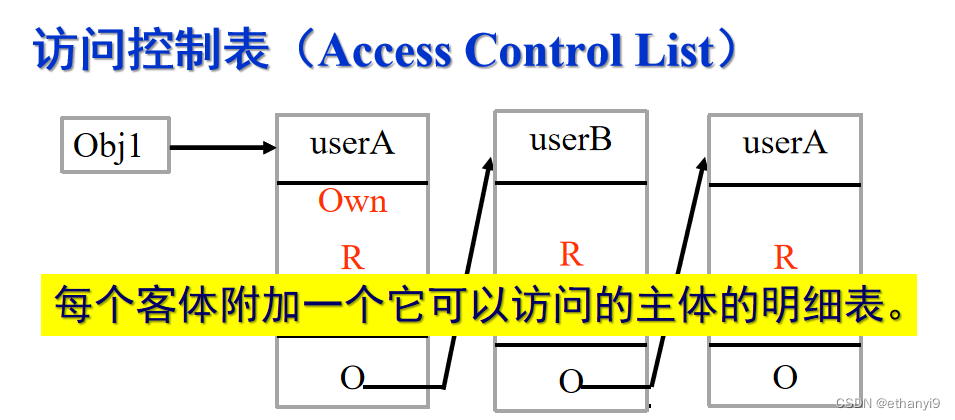 访问控制表（Access Control List）
Obj1
userA
userB
userA
Own
R
R
R
每个客体附加一个它可以访问的主体的明细表。
O
O
O
CSDN @ethanyi9